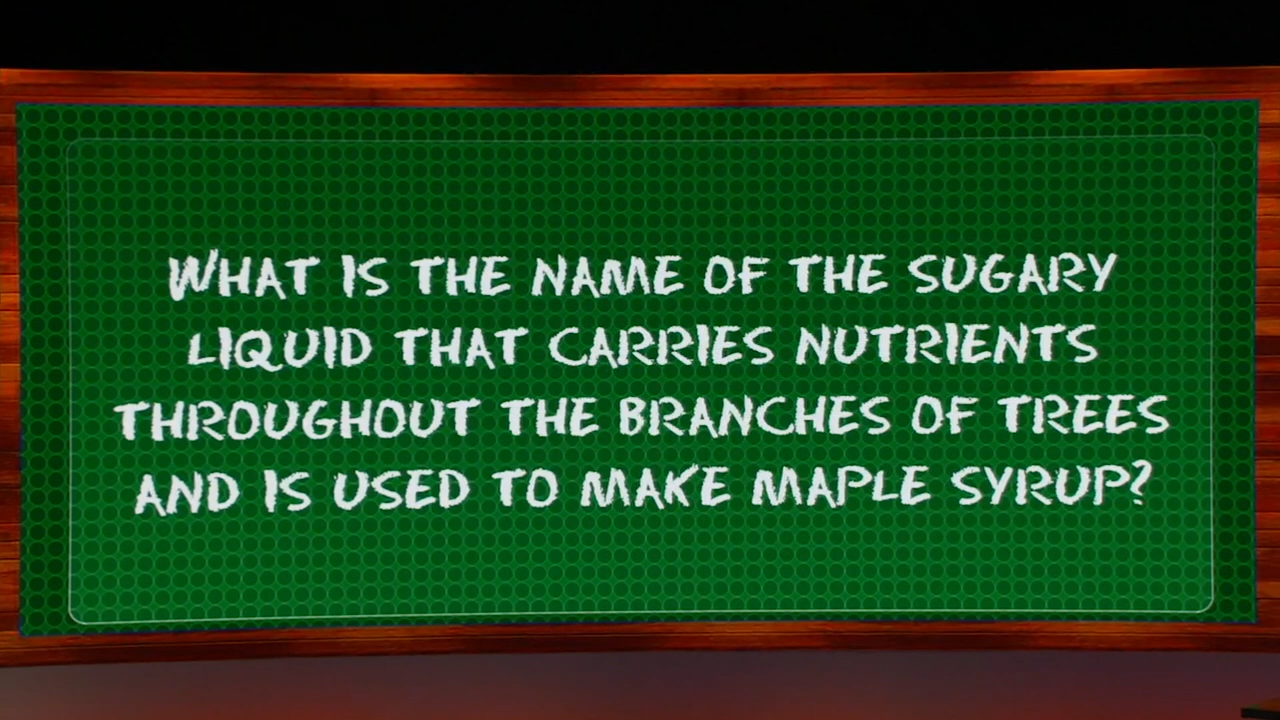 WHAT IS THE NAME OF THE SUGARY
LIQUID THAT CARRIES NUTRIENTS
THROUGHOUT THE BRANCHES OF TREES
AND IS USED TO MAKE MAPLE SYRUP?